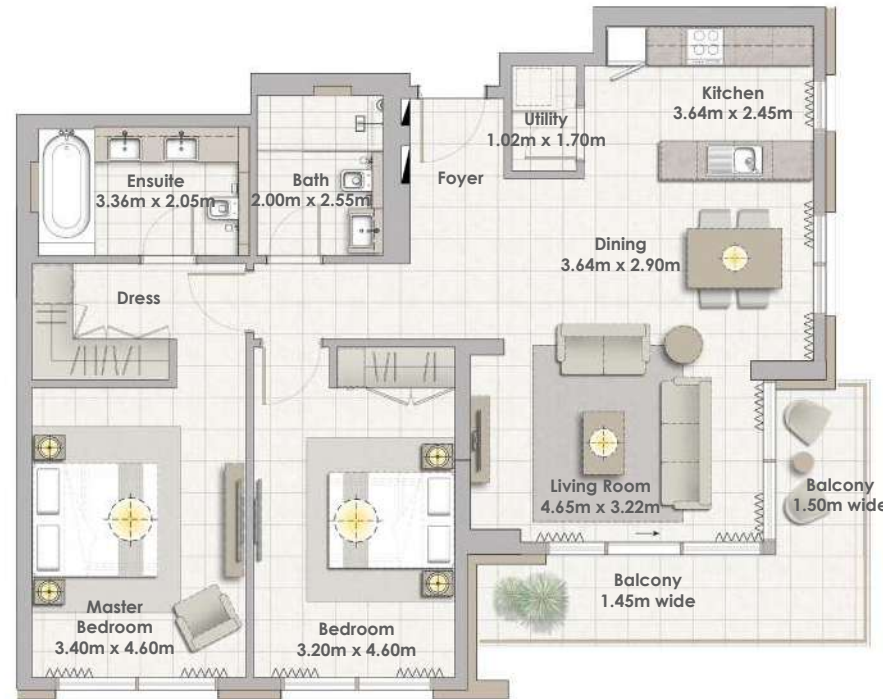 Kitchen
3.64m x 2.45m
Utility
1.02m x 1.70m
Ensuite
3.36m x 2.05m
Bath
2.00m x 2.55m
Foyer
Dining
3.64m x 2.90m
Dress
Living Room
4.65m x 3.22m
Balcony
1.50m wide
Balcony
1.45m wide
Master
Bedroom
3.40m x 4.60m
Bedroom
3.20m x 4.60m